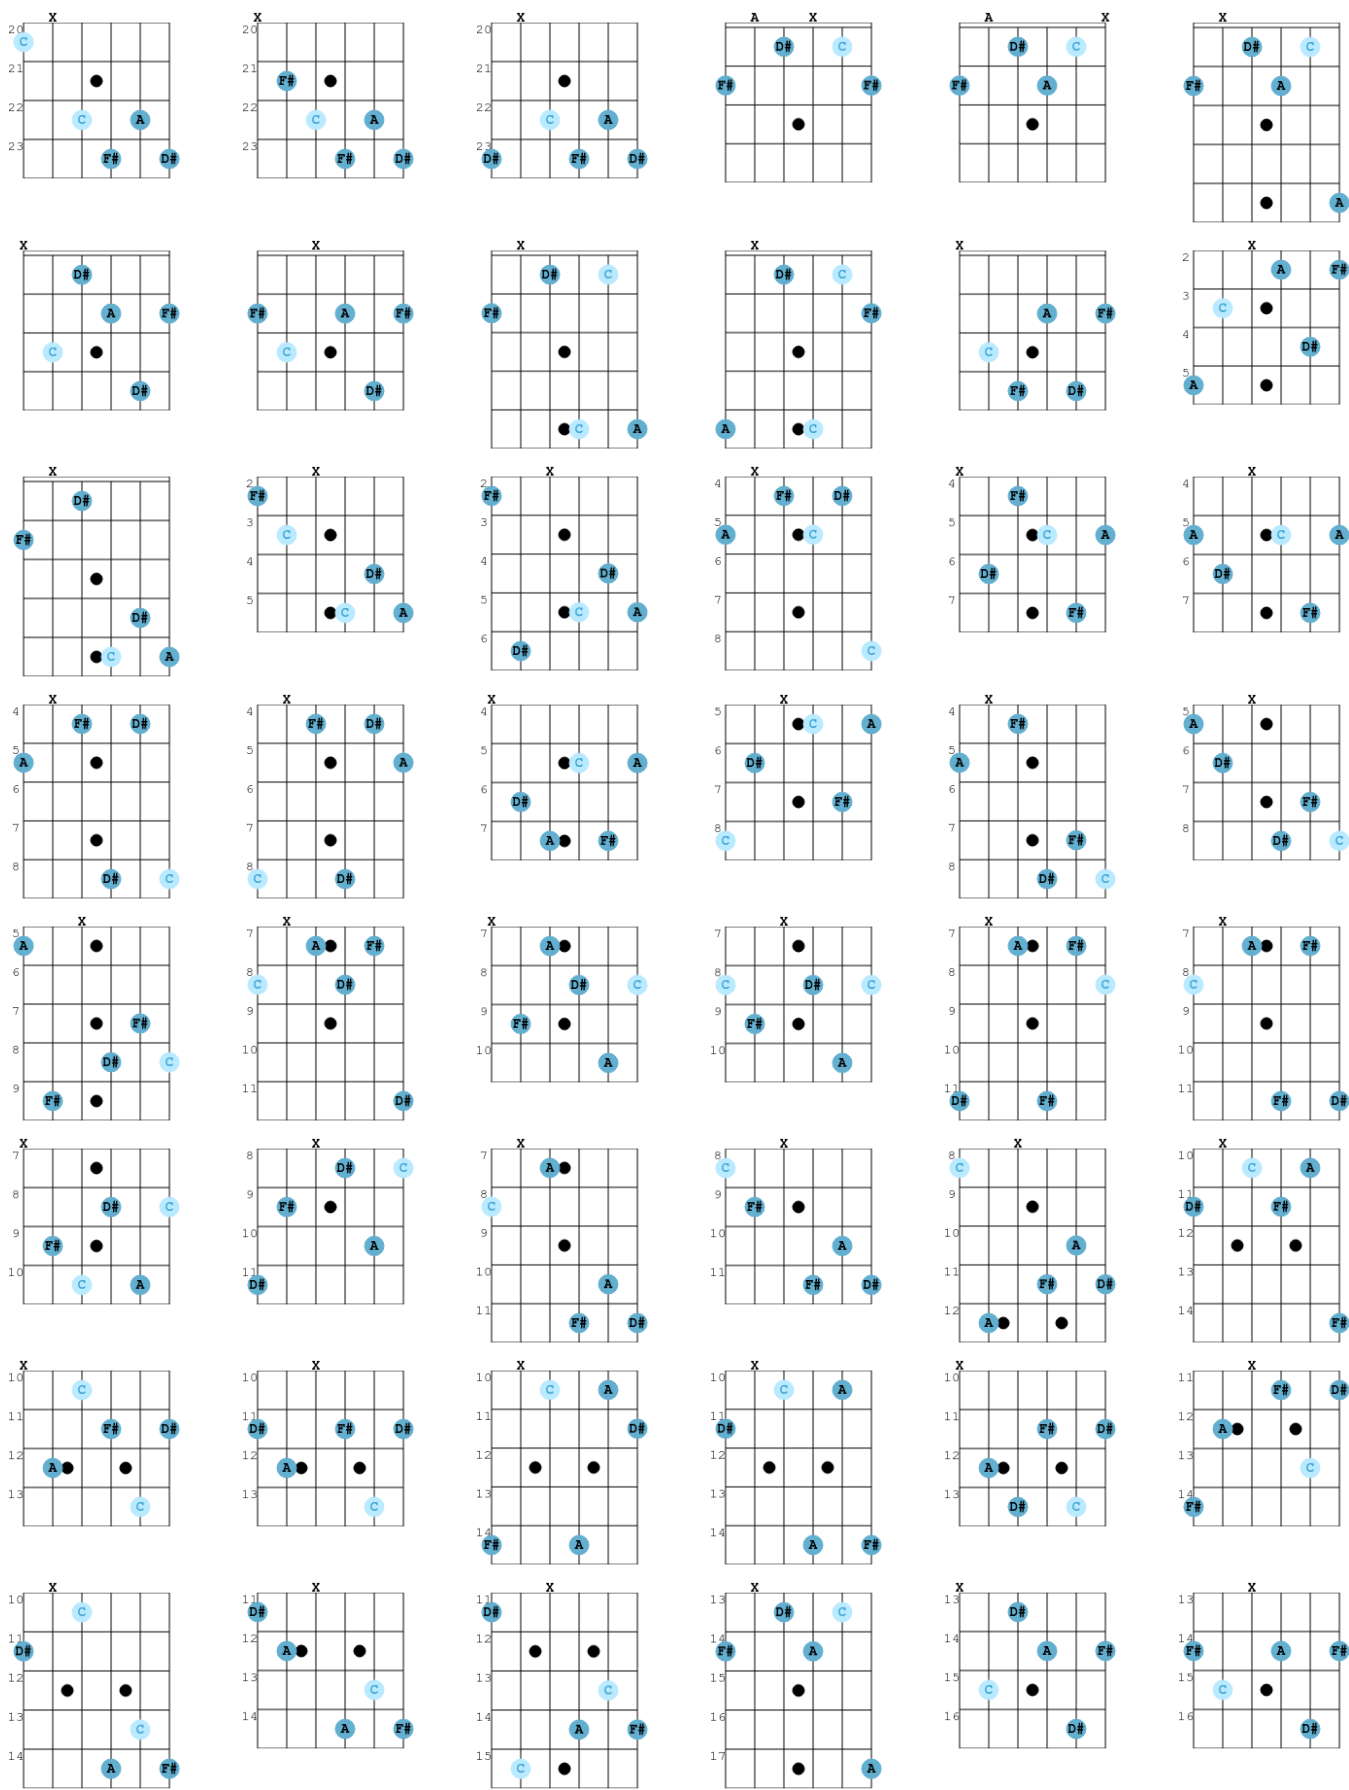 X X X A X A X X
20 C 20 20 D# C D# C D# C
21 21 F# 21 F# F# F# A F# A
22 C A 22 C A 22 C A
23 F# D# 23 F# D# 23 D# F# D#
A
X X X X X X
D# D# C D# C 2 A F#
A F# F# A F# F# F# A F# 3 C
C C C 4 D#
D# D# F# D# 5 A
C A A C
X X X X X X
D# 2 F# 2 F# 4 F# D# 4 F# 4
F# 3 C 3 5 A C 5 C A 5 A C A
4 D# 4 D# 6 6 D# 6 D#
D# 5 C A 5 C A 7 7 F# 7 F#
C A 6 D# 8 C
X X X X X X
4 F# D# 4 F# D# 4 5 C A 4 F# 5 A
5 A 5 A 5 C A 6 D# 5 A 6 D#
6 6 6 D# 7 F# 6 7 F#
7 7 7 A F# 8 C 7 F# 8 D# C
8 D# C 8 C D# 8 D# C
X X X X X X
5 A 7 A F# 7 A 7 7 A F# 7 A F#
6 8 C D# 8 D# C 8 C D# C 8 C 8 C
7 F# 9 9 F# 9 F# 9 9
8 D# C 10 10 A 10 A 10 10
9 F# 11 D# 11 D# F# 11 F# D#
X X X X X X
7 8 D# C 7 A 8 C 8 C 10 C A
8 D# C 9 F# 8 C 9 F# 9 11 D# F#
9 F# 10 A 9 10 A 10 A 12
10 C A 11 D# 10 A 11 F# D# 11 F# D# 13
11 F# D# 12 A 14 F#
X X X X X X
10 C 10 10 C A 10 C A 10 11 F# D#
11 F# D# 11 D# F# D# 11 D# 11 D# 11 F# D# 12 A
12 A 12 A 12 12 12 A 13 C
13 C 13 C 13 13 13 D# C 14 F#
14 F# A 14 A F#
X X X X X X
10 C 11 D# 11 D# 13 D# C 13 D# 13
11 D# 12 A 12 14 F# A 14 A F# 14 F# A F#
12 13 C 13 C 15 15 C 15 C
13 C 14 A F# 14 A F# 16 16 D# 16 D#
14 A F# 15 C 17 A